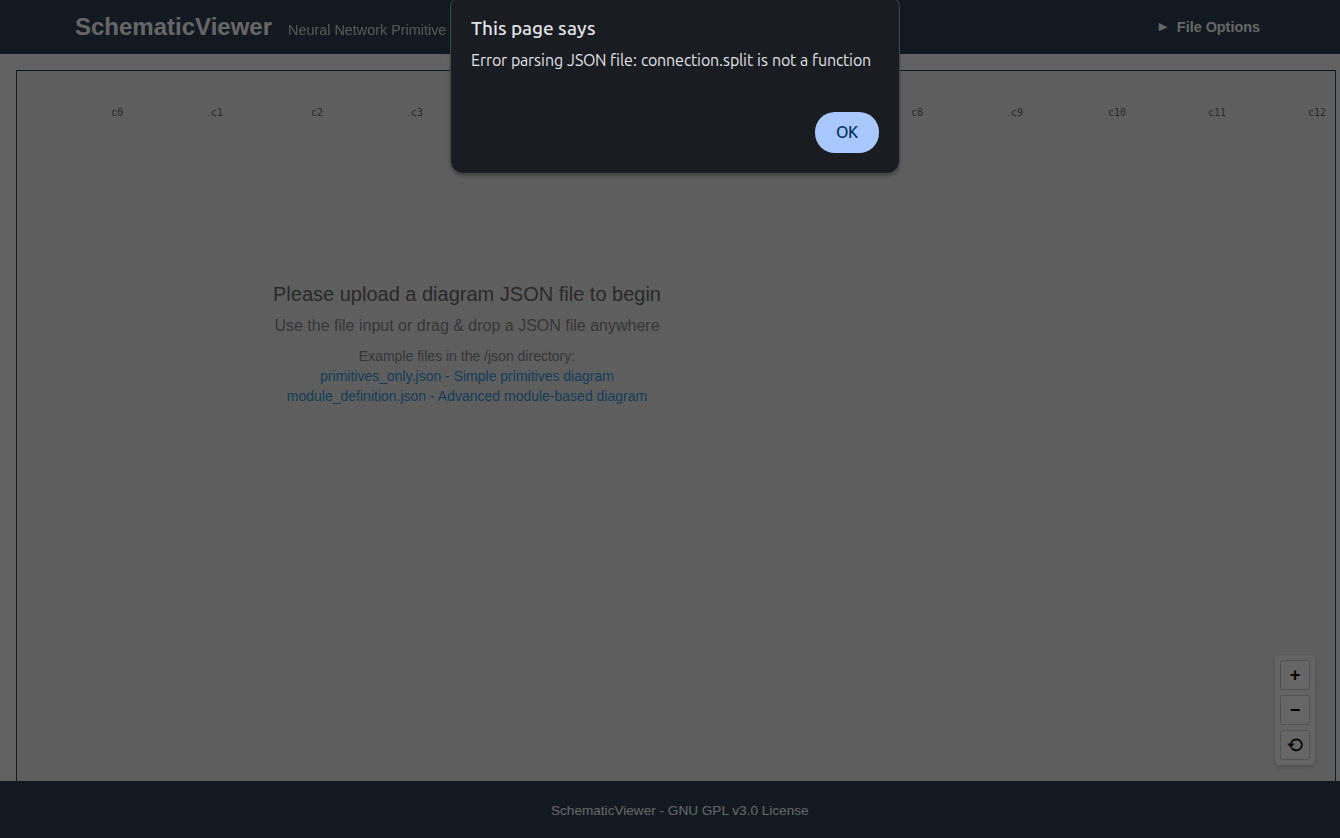 SchematicViewer Neural Network Primitive
► File Options
This page says
Error parsing JSON file: connection.split is not a function
OK
c0 c1 c2 c3 c8 c9 c10 c11 c12
Please upload a diagram JSON file to begin
Use the file input or drag & drop a JSON file anywhere
Example files in the /json directory:
primitives_only.json - Simple primitives diagram
module_definition.json - Advanced module-based diagram
+
−
⟲
SchematicViewer - GNU GPL v3.0 License